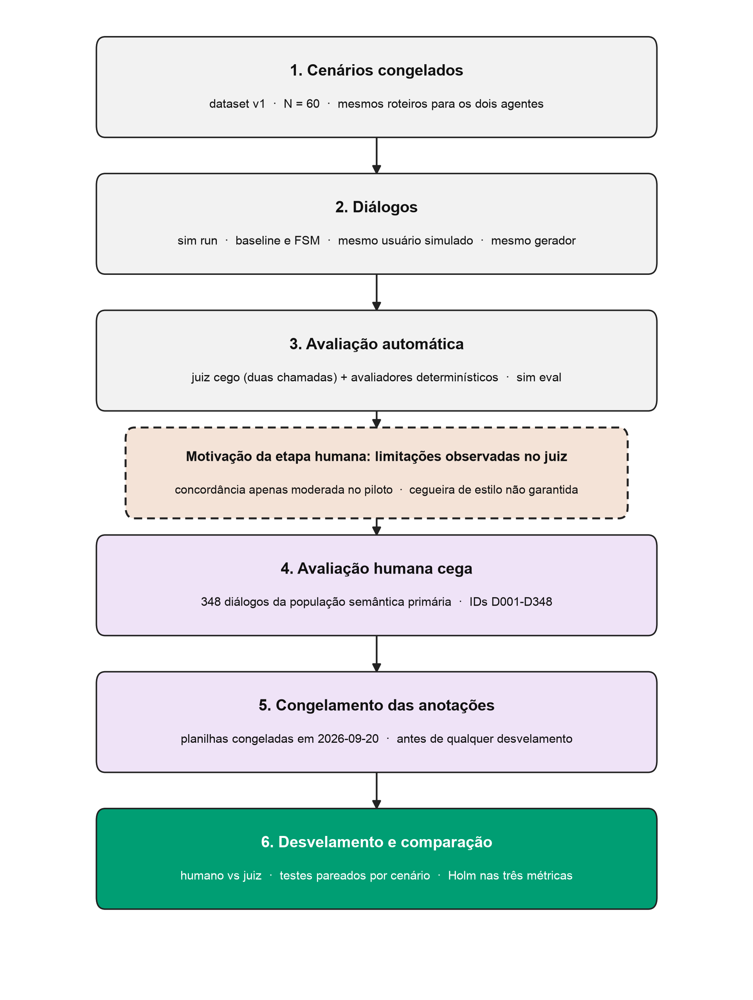 1. Cenários congelados
dataset v1 · N = 60 · mesmos roteiros para os dois agentes
2. Diálogos
sim run · baseline e FSM · mesmo usuário simulado · mesmo gerador
3. Avaliação automática
juiz cego (duas chamadas) + avaliadores determinísticos · sim eval
Motivação da etapa humana: limitações observadas no juiz
concordância apenas moderada no piloto · cegueira de estilo não garantida
4. Avaliação humana cega
348 diálogos da população semântica primária · IDs D001-D348
5. Congelamento das anotações
planilhas congeladas em 2026-09-20 · antes de qualquer desvelamento
6. Desvelamento e comparação
humano vs juiz · testes pareados por cenário · Holm nas três métricas